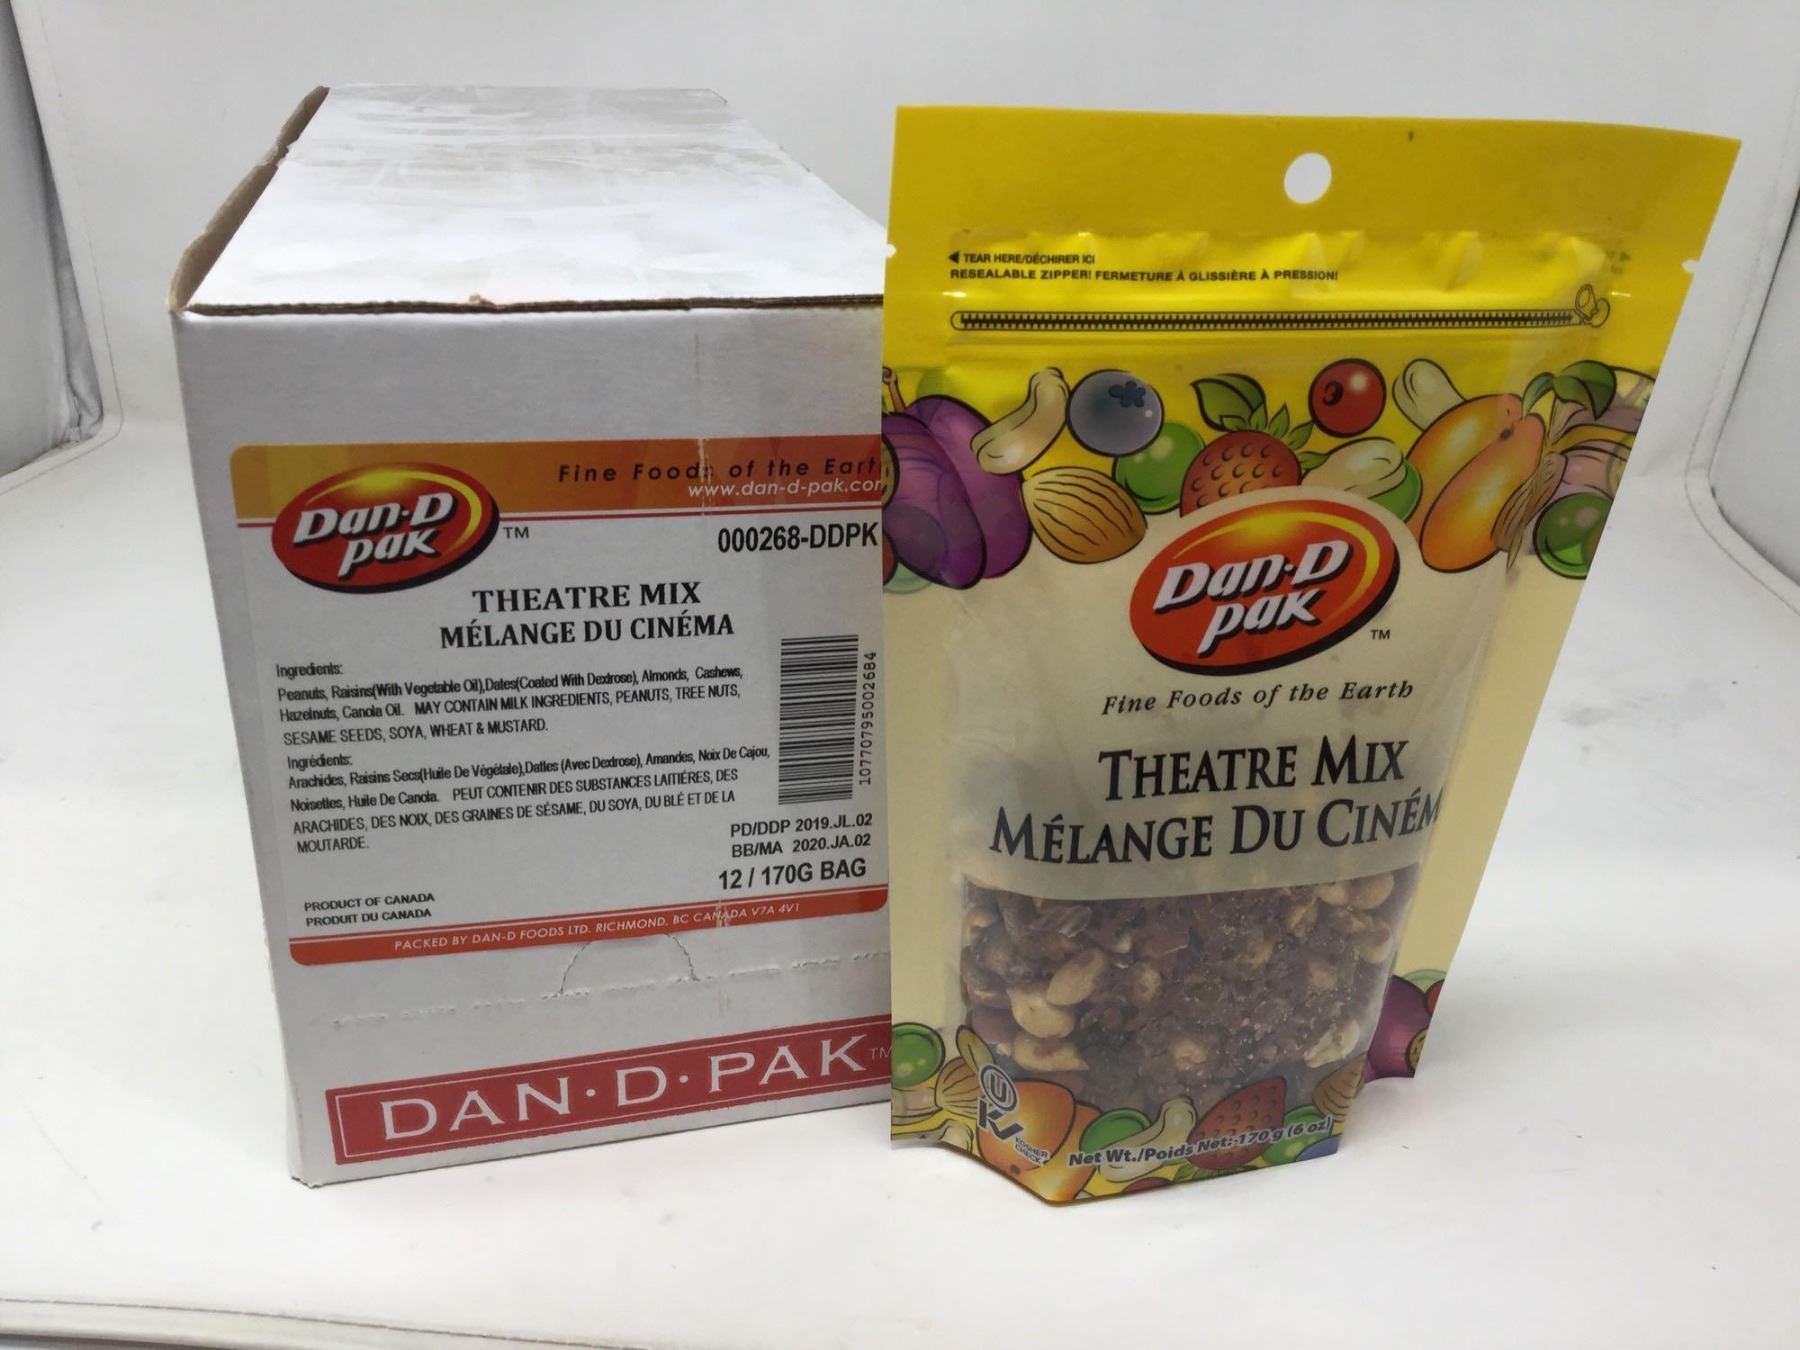 Fine Foods of the Earth
www.dan-d-pak.com
Dan-D
pak
TM
000268-DDPK
THEATRE MIX
MÉLANGE DU CINÉMA
Ingredients:
Peanuts, Raisins(With Vegetable Oil),Dates(Coated With Dextrose), Almonds, Cashews,
Hazelnuts, Canola Oil. MAY CONTAIN MILK INGREDIENTS, PEANUTS, TREE NUTS,
SESAME SEEDS, SOYA, WHEAT & MUSTARD.
Ingrédients:
Arachides, Raisins Secs(Huile De Végétale),Dattes (Avec Dextrose), Amandes, Noix De Cajou,
Noisettes, Huile De Canola. PEUT CONTENIR DES SUBSTANCES LAITIÉRES, DES
ARACHIDES, DES NOIX, DES GRAINES DE SÉSAME, DU SOYA, DU BLÉ ET DE LA
MOUTARDE.
10770795002684
PD/DDP 2019.JL.02
BB/MA 2020.JA.02
12 / 170G BAG
PRODUCT OF CANADA
PRODUIT DU CANADA
PACKED BY DAN-D FOODS LTD. RICHMOND, BC CANADA V7A 4V1
DAN·D·PAK TM
TEAR HERE/DÉCHIRER ICI
RESEALABLE ZIPPER! FERMETURE À GLISSIÈRE À PRESSION!
Dan-D
pak
TM
Fine Foods of the Earth
THEATRE MIX
MÉLANGE DU CINÉM
U
K
KOSHER
CHECK
Net Wt./Poids Net: 170 g (6 oz)